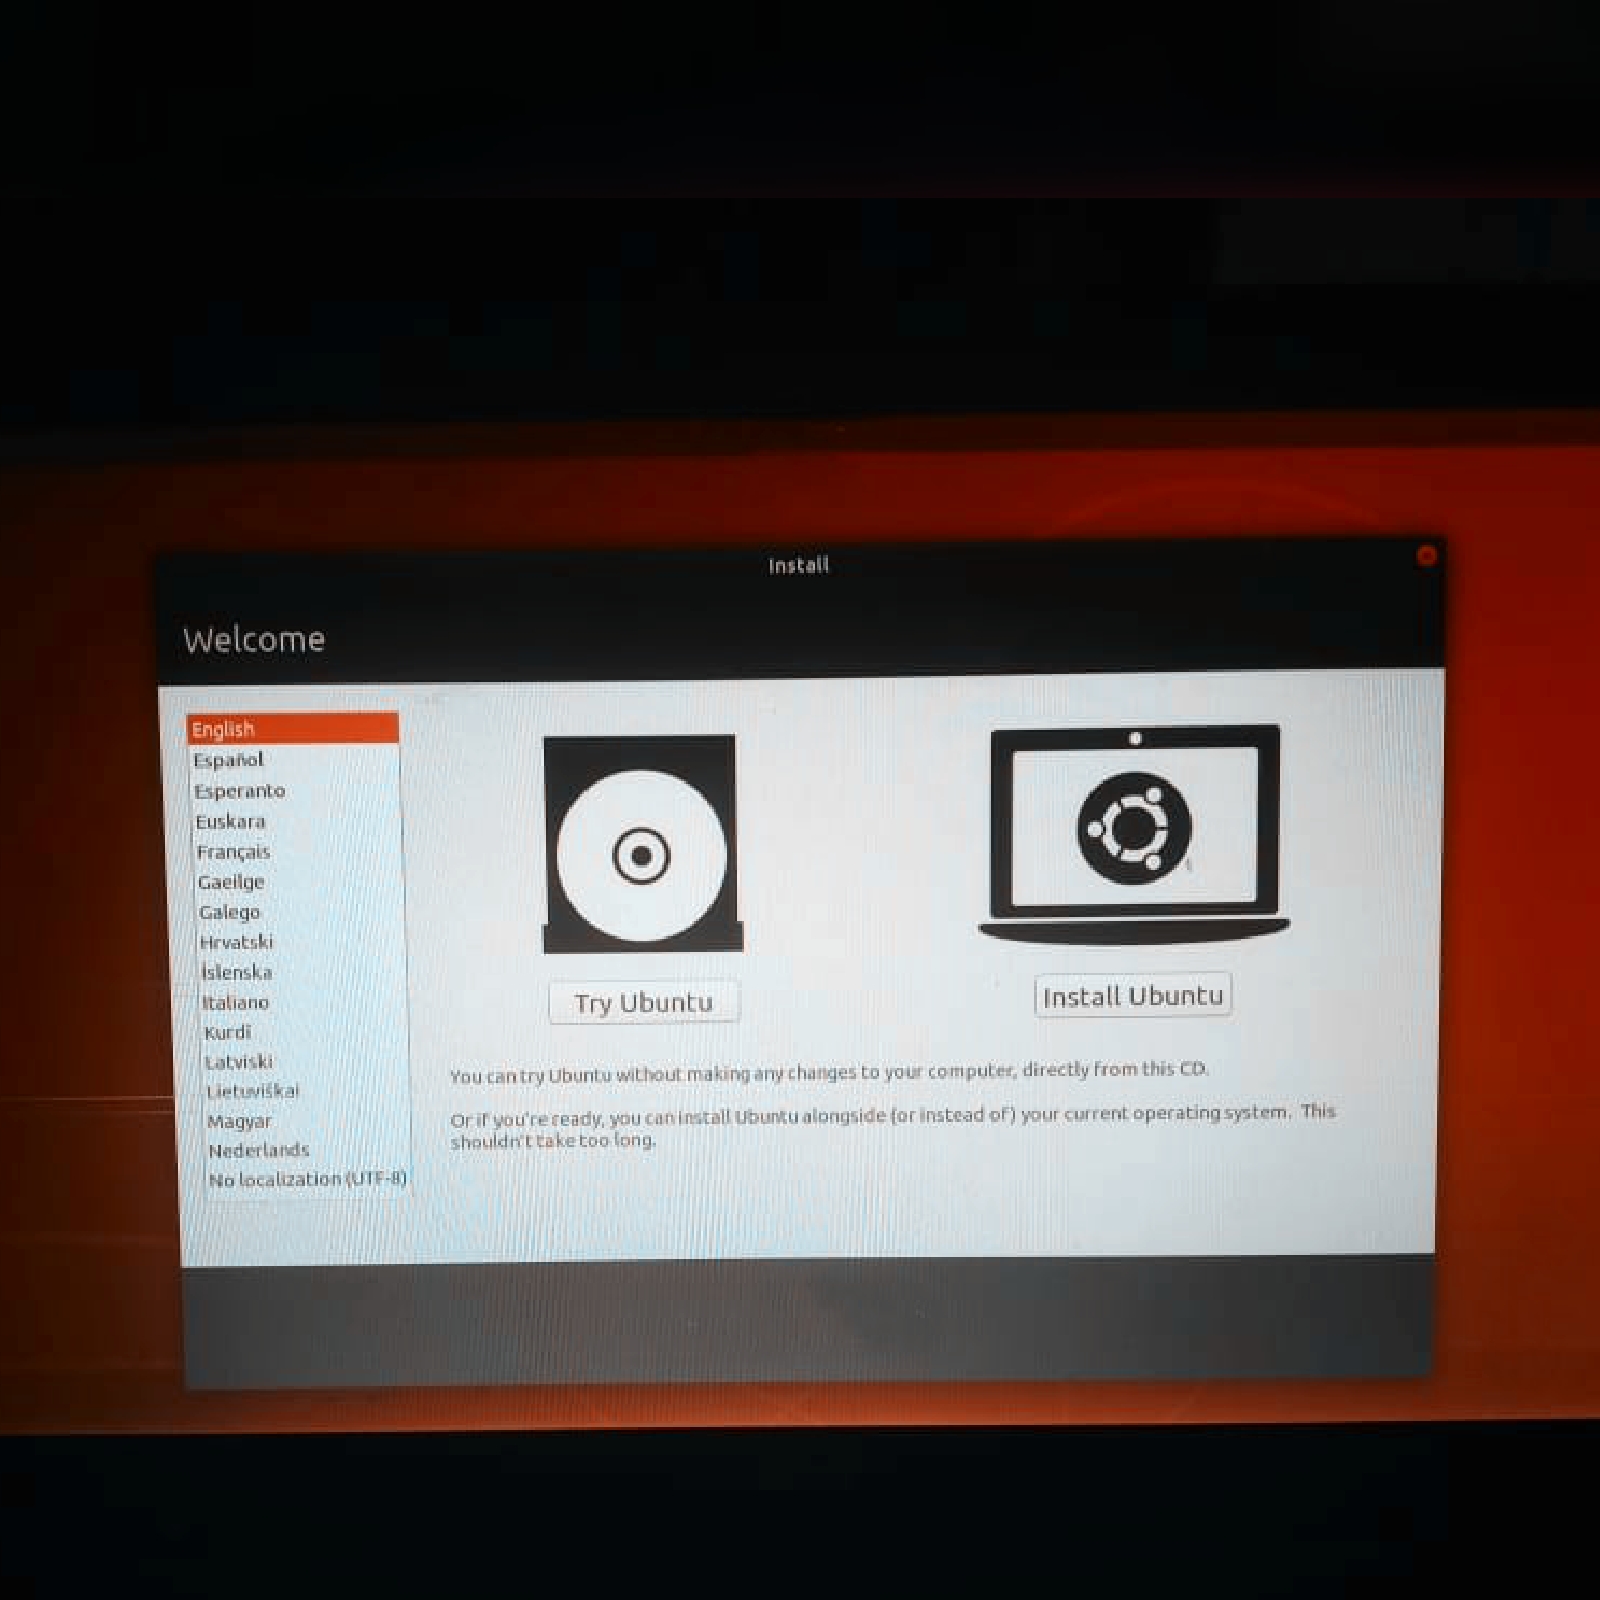 Install
Welcome
English
Español
Esperanto
Euskara
Français
Gaeilge
Galego
Hrvatski
Íslenska
Italiano
Kurdî
Latviski
Lietuviškai
Magyar
Nederlands
No localization (UTF-8)
Try Ubuntu
Install Ubuntu
You can try Ubuntu without making any changes to your computer, directly from this CD.
Or if you're ready, you can install Ubuntu alongside (or instead of) your current operating system. This
shouldn't take too long.